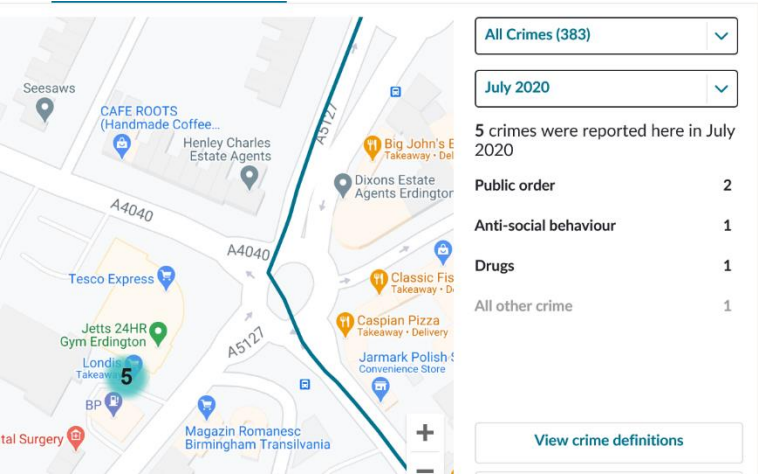 Seesaws
CAFE ROOTS
(Handmade Coffee...
Henley Charles
Estate Agents
A5127
Big John's E
Takeaway • Del
Dixons Estate
Agents Erdington
A4040
A4040
Tesco Express
Classic Fis
Takeaway • D
Jetts 24HR
Gym Erdington
A5127
Caspian Pizza
Takeaway • Delivery
Londis
Takeaw
5
Jarmark Polish S
Convenience Store
BP
tal Surgery
Magazin Romanesc
Birmingham Transilvania
+
−
All Crimes (383)
July 2020
5 crimes were reported here in July
2020
Public order 2
Anti-social behaviour 1
Drugs 1
All other crime 1
View crime definitions